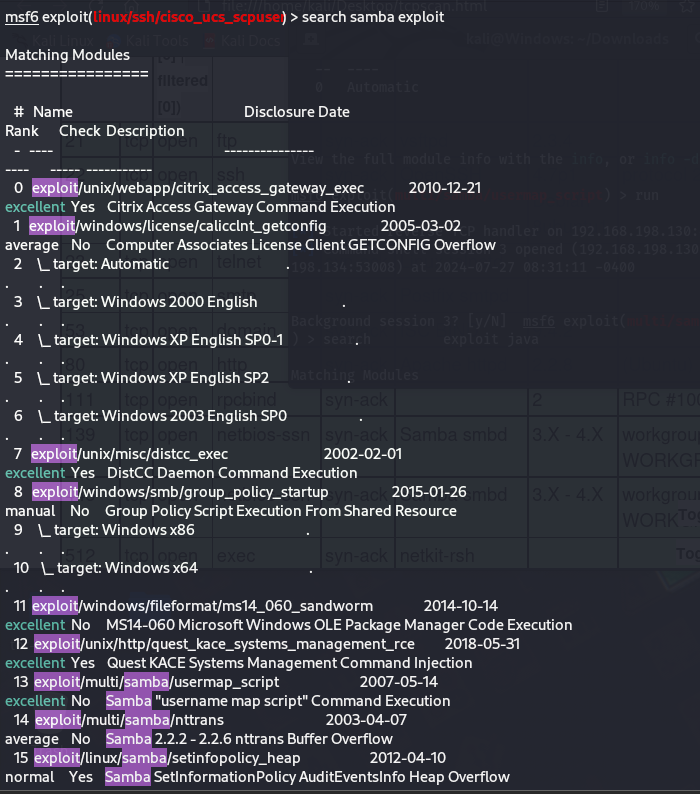 msf6 exploit(linux/ssh/cisco_ucs_scpuser) > search samba exploit
Matching Modules
================
# Name Disclosure Date
Rank Check Description
- ---- ---------------
---- ----- -----------
0 exploit/unix/webapp/citrix_access_gateway_exec 2010-12-21
excellent Yes Citrix Access Gateway Command Execution
1 exploit/windows/license/calicclnt_getconfig 2005-03-02
average No Computer Associates License Client GETCONFIG Overflow
2 \_ target: Automatic .
. . .
3 \_ target: Windows 2000 English .
. . .
4 \_ target: Windows XP English SP0-1 .
. . .
5 \_ target: Windows XP English SP2 .
. . .
6 \_ target: Windows 2003 English SP0 .
. . .
7 exploit/unix/misc/distcc_exec 2002-02-01
excellent Yes DistCC Daemon Command Execution
8 exploit/windows/smb/group_policy_startup 2015-01-26
manual No Group Policy Script Execution From Shared Resource
9 \_ target: Windows x86 .
. . .
10 \_ target: Windows x64 .
. . .
11 exploit/windows/fileformat/ms14_060_sandworm 2014-10-14
excellent No MS14-060 Microsoft Windows OLE Package Manager Code Execution
12 exploit/unix/http/quest_kace_systems_management_rce 2018-05-31
excellent Yes Quest KACE Systems Management Command Injection
13 exploit/multi/samba/usermap_script 2007-05-14
excellent No Samba "username map script" Command Execution
14 exploit/multi/samba/nttrans 2003-04-07
average No Samba 2.2.2 - 2.2.6 nttrans Buffer Overflow
15 exploit/linux/samba/setinfopolicy_heap 2012-04-10
normal Yes Samba SetInformationPolicy AuditEventsInfo Heap Overflow